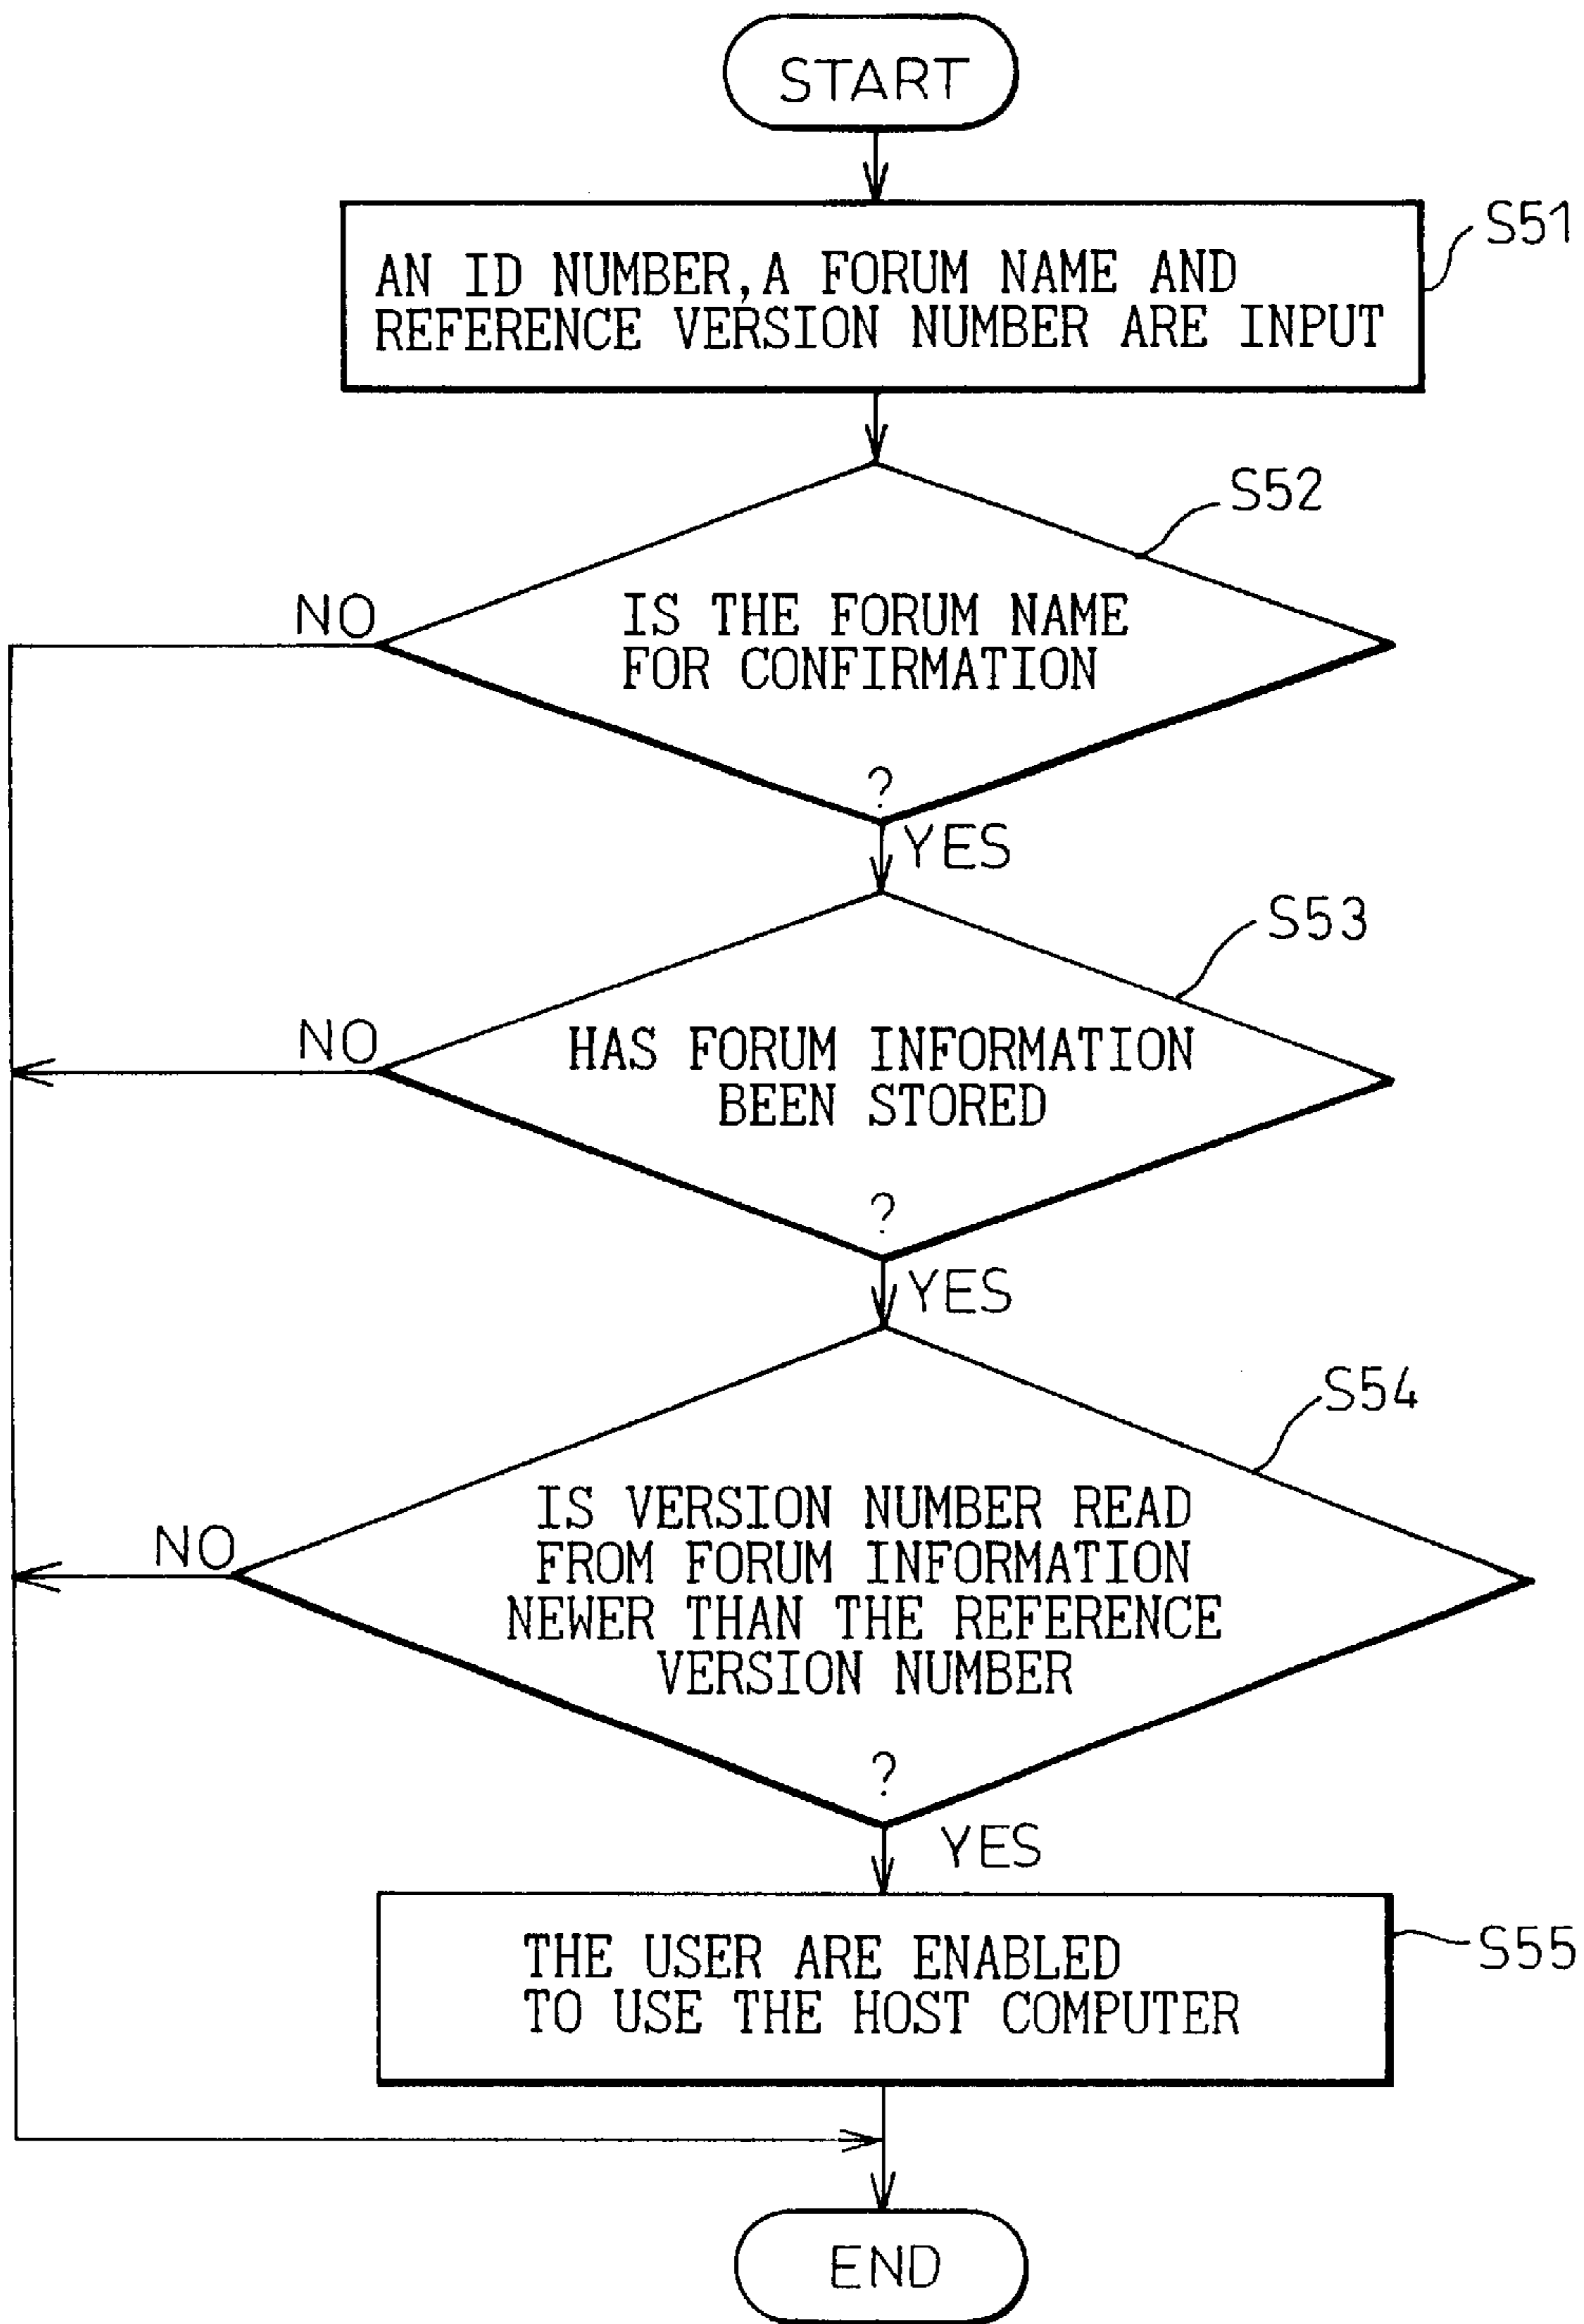 START
S51
AN ID NUMBER, A FORUM NAME AND
REFERENCE VERSION NUMBER ARE INPUT
S52
NO
IS THE FORUM NAME
FOR CONFIRMATION
?
YES
S53
NO
HAS FORUM INFORMATION
BEEN STORED
?
YES
S54
NO
IS VERSION NUMBER READ
FROM FORUM INFORMATION
NEWER THAN THE REFERENCE
VERSION NUMBER
?
YES
THE USER ARE ENABLED
TO USE THE HOST COMPUTER
S55
END